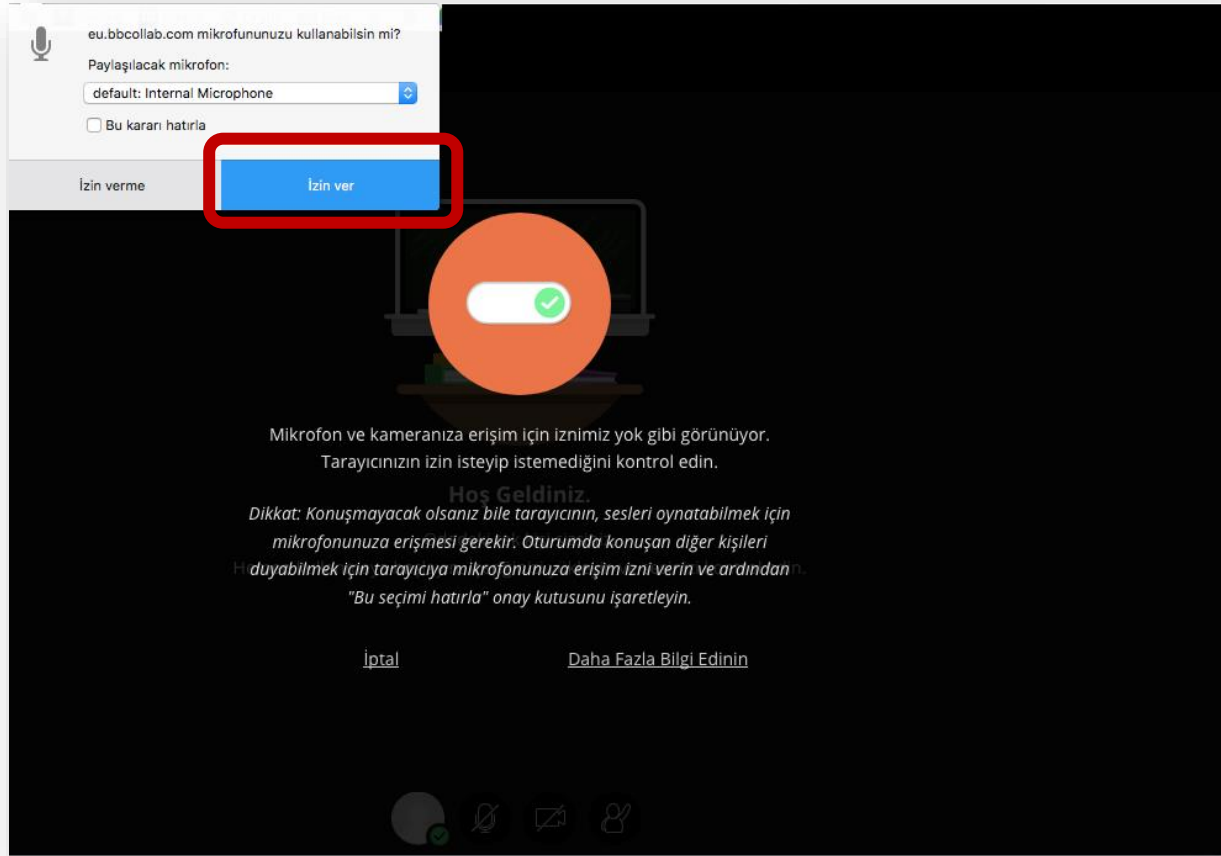 eu.bbcollab.com mikrofununuzu kullanabilsin mi?
Paylaşılacak mikrofon:
default: Internal Microphone
Bu kararı hatırla
İzin verme
İzin ver
Mikrofon ve kameranıza erişim için iznimiz yok gibi görünüyor.
Tarayıcınızın izin isteyip istemediğini kontrol edin.
Hoş Geldiniz.
Dikkat: Konuşmayacak olsanız bile tarayıcının, sesleri oynatabilmek için
mikrofonunuza erişmesi gerekir. Oturumda konuşan diğer kişileri
duyabilmek için tarayıcıya mikrofonunuza erişim izni verin ve ardından
"Bu seçimi hatırla" onay kutusunu işaretleyin.
İptal
Daha Fazla Bilgi Edinin